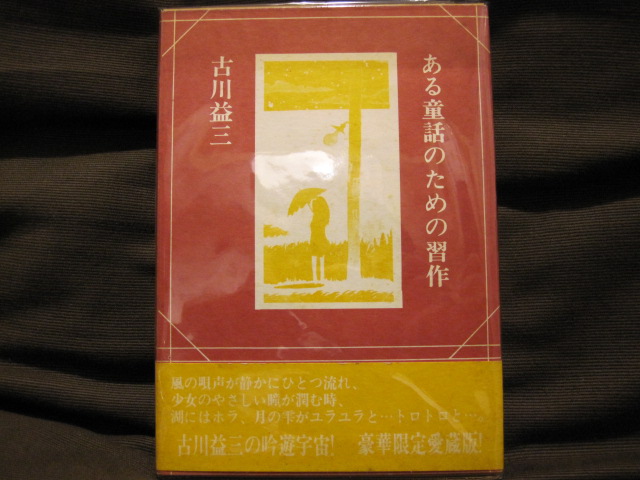 ある童話のための習作
古川益三
風の唄声が静かにひとつ流れ、
少女のやさしい瞳が潤む時、
湖にはホラ、月の雫がユラユラと…トロトロと…。
古川益三の吟遊宇宙! 豪華限定愛蔵版!